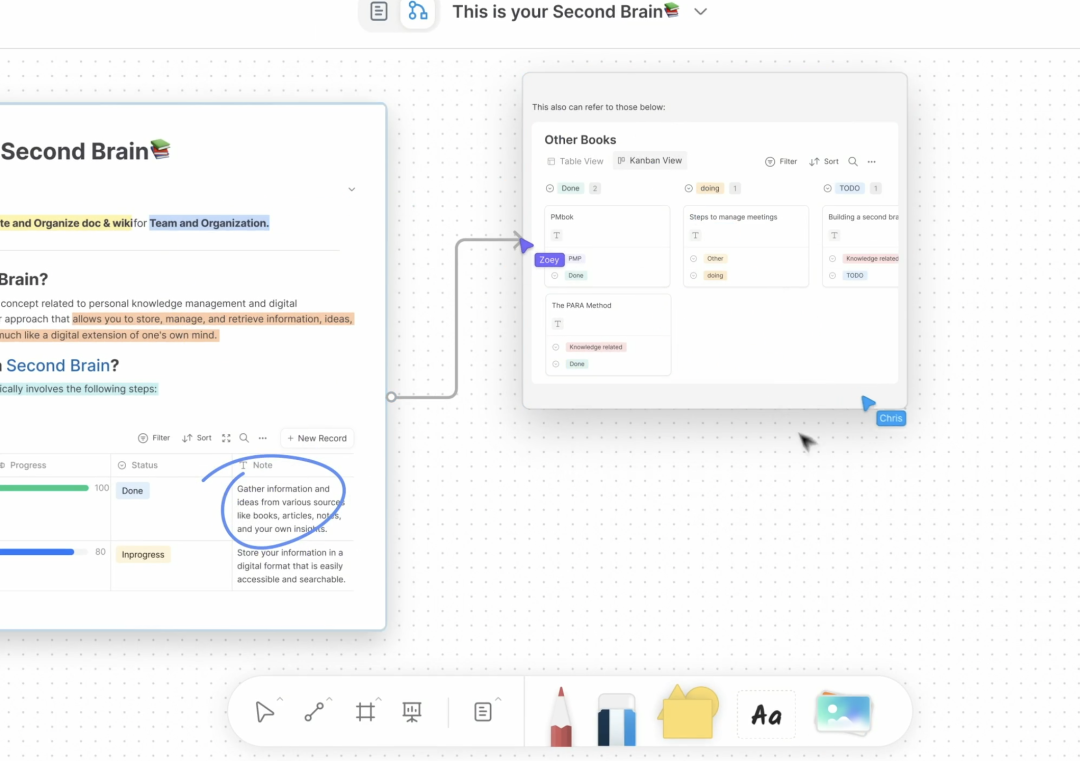 This is your Second Brain
Second Brain
te and Organize doc & wiki for Team and Organization.
Brain?
concept related to personal knowledge management and digital
r approach that allows you to store, manage, and retrieve information, ideas,
much like a digital extension of one's own mind.
Second Brain?
ically involves the following steps:
Filter Sort ... + New Record
Progress Status Note
100 Done
Gather information and
ideas from various sources
like books, articles, notes,
and your own insights.
80 Inprogress
Store your information in a
digital format that is easily
accessible and searchable.
This also can refer to those below:
Other Books
Table View Kanban View Filter Sort ...
Done 2 doing 1 TODO 1
PMbok
T
PMP
Done
The PARA Method
T
Knowledge related
Done
Steps to manage meetings
T
Other
doing
Building a second bra
T
Knowledge related
TODO
Zoey
Chris
Aa